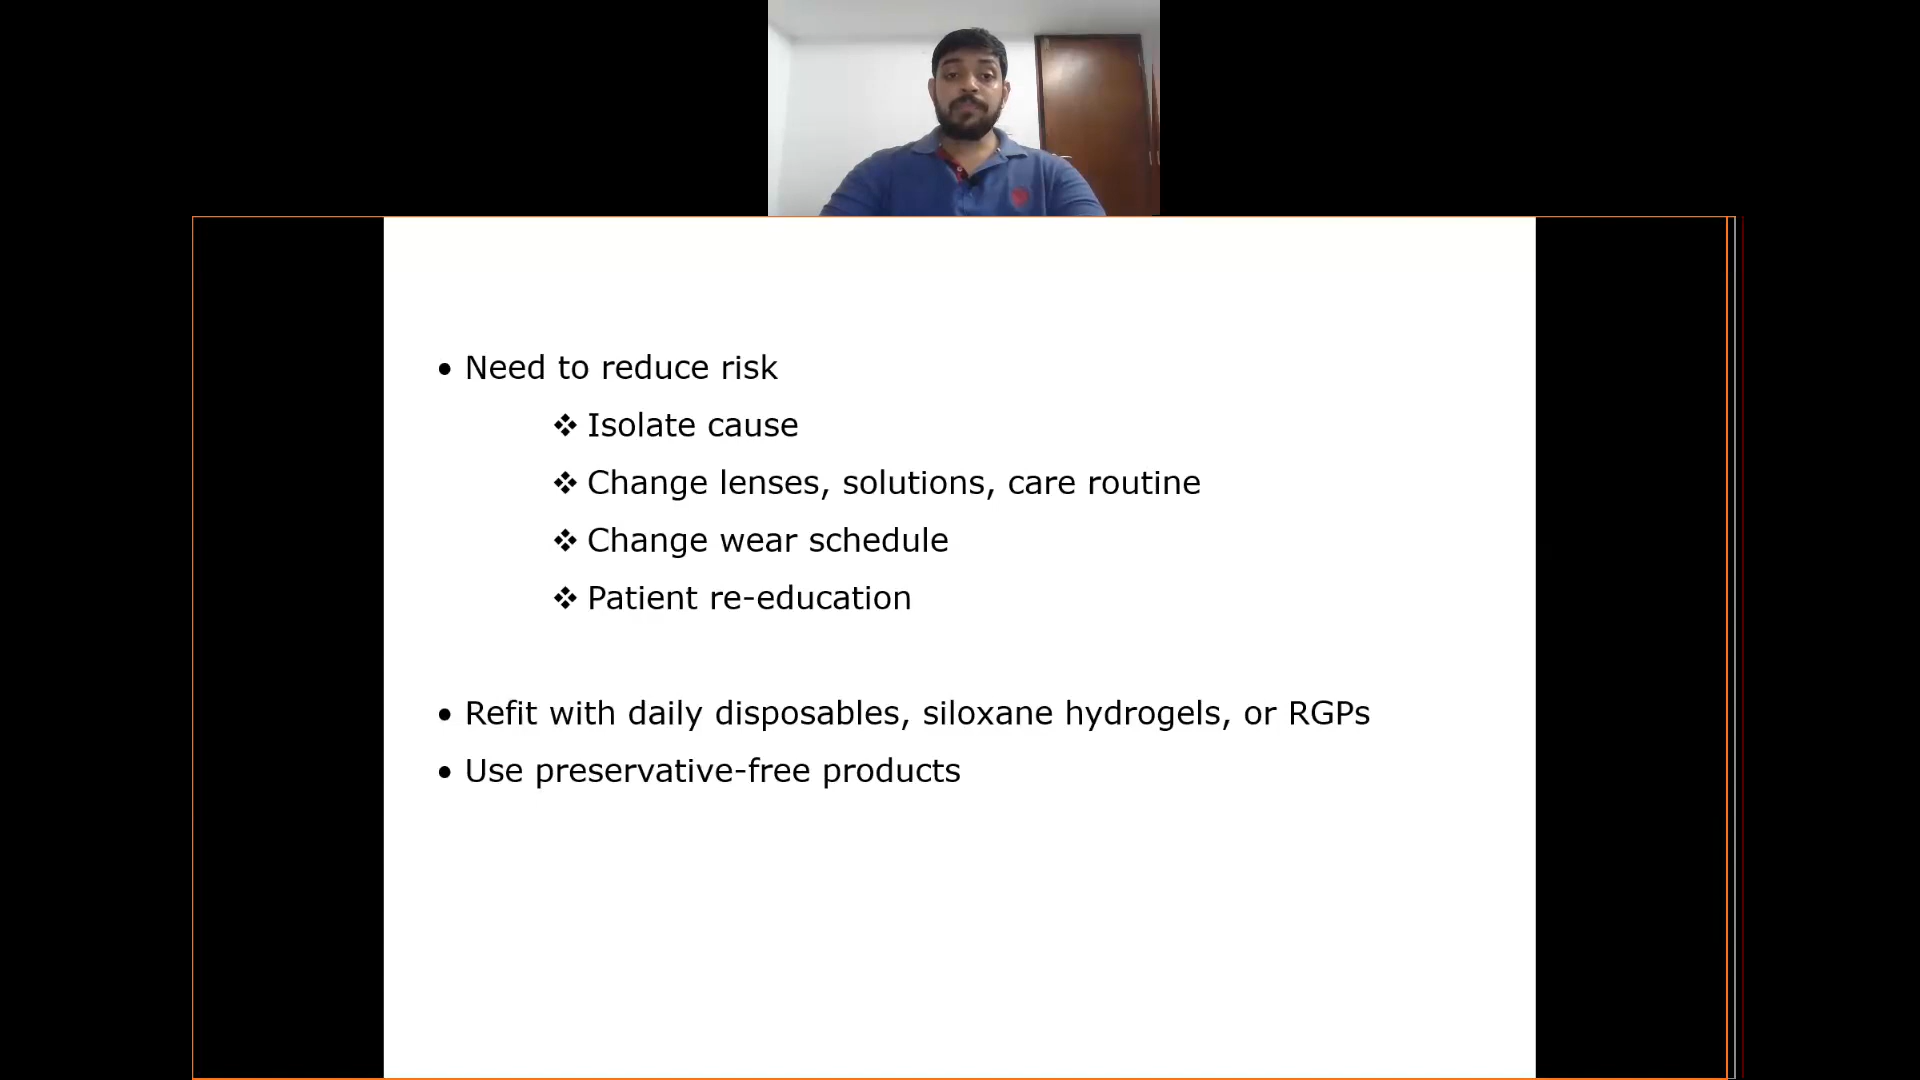 • Need to reduce risk
❖ Isolate cause
❖ Change lenses, solutions, care routine
❖ Change wear schedule
❖ Patient re-education
• Refit with daily disposables, siloxane hydrogels, or RGPs
• Use preservative-free products